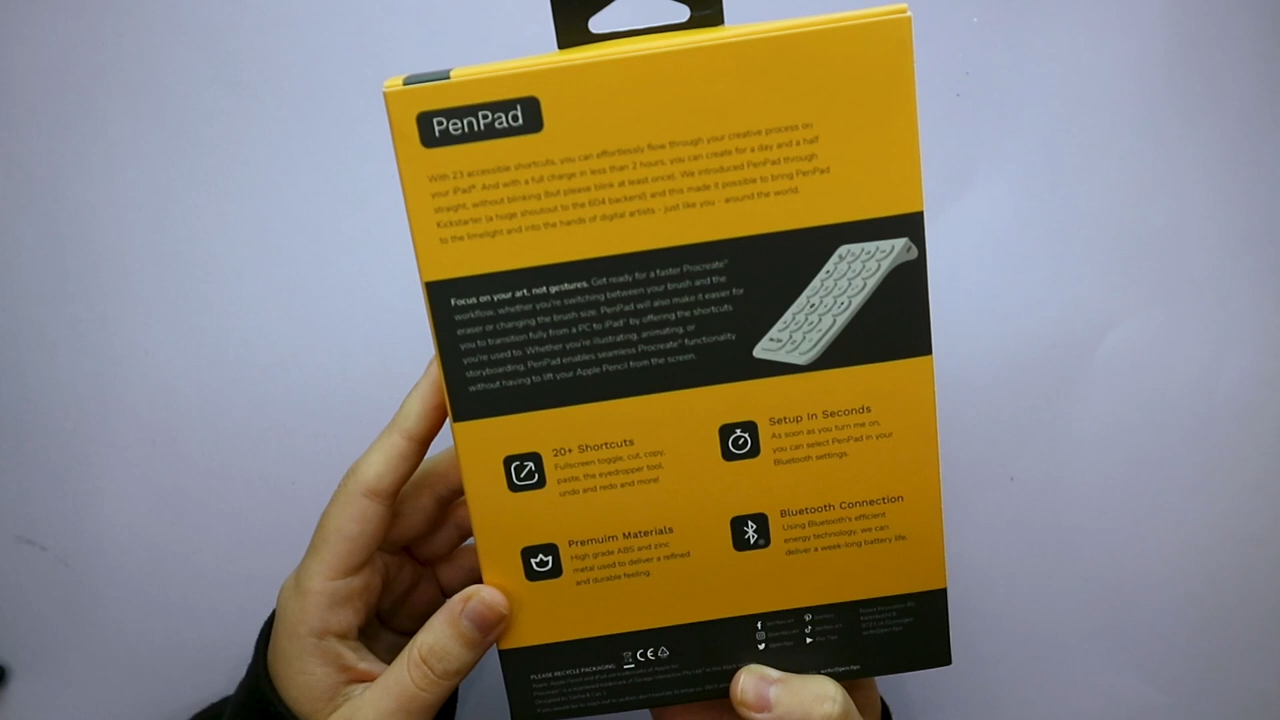 PenPad
With 23 accessible shortcuts, you can effortlessly flow through your creative process on
your iPad®. And with a full charge in less than 2 hours, you can create for a day and a half
straight, without blinking (but please blink at least once). We introduced PenPad through
Kickstarter (a huge shoutout to the 604 backers!) and this made it possible to bring PenPad
to the limelight and into the hands of digital artists - just like you - around the world.
Focus on your art, not gestures. Get ready for a faster Procreate®
workflow, whether you're switching between your brush and the
eraser or changing the brush size. PenPad will also make it easier for
you to transition fully from a PC to iPad® by offering the shortcuts
you're used to. Whether you're illustrating, animating, or
storyboarding, PenPad enables seamless Procreate® functionality
without having to lift your Apple Pencil from the screen.
20+ Shortcuts
Fullscreen toggle, cut, copy,
paste, the eyedropper tool,
undo and redo and more!
Setup In Seconds
As soon as you turn me on,
you can select PenPad in your
Bluetooth settings.
Premuim Materials
High grade ABS and zinc
metal used to deliver a refined
and durable feeling.
Bluetooth Connection
Using Bluetooth's efficient
energy technology, we can
deliver a week-long battery life.
PLEASE RECYCLE PACKAGING
CE